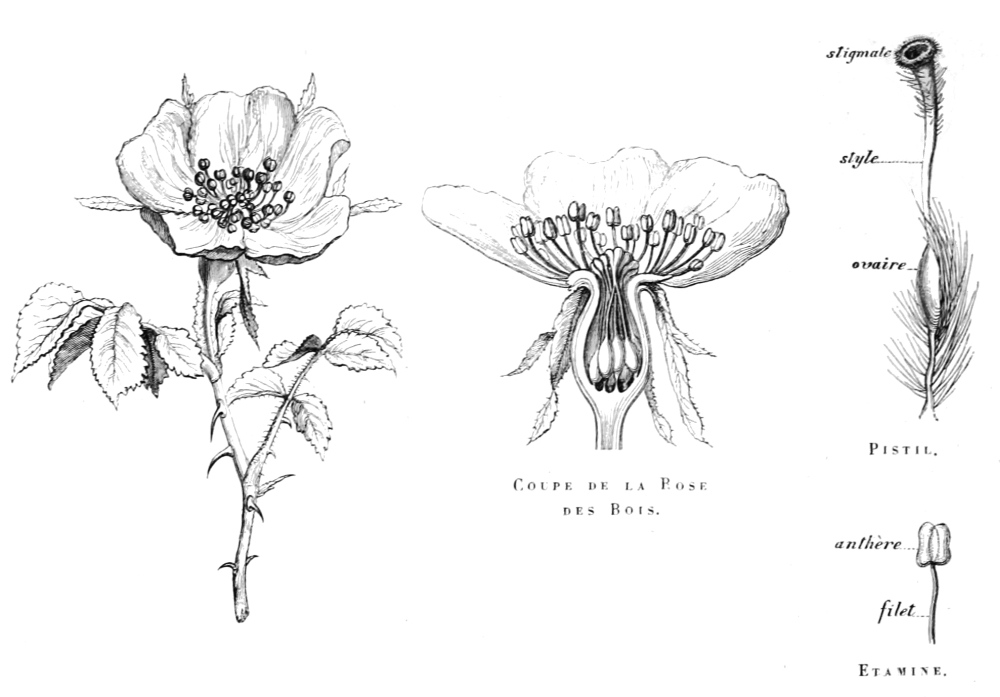 stigmate
style
ovaire
PISTIL.
COUPE DE LA ROSE
DES BOIS.
anthère
filet
ETAMINE.